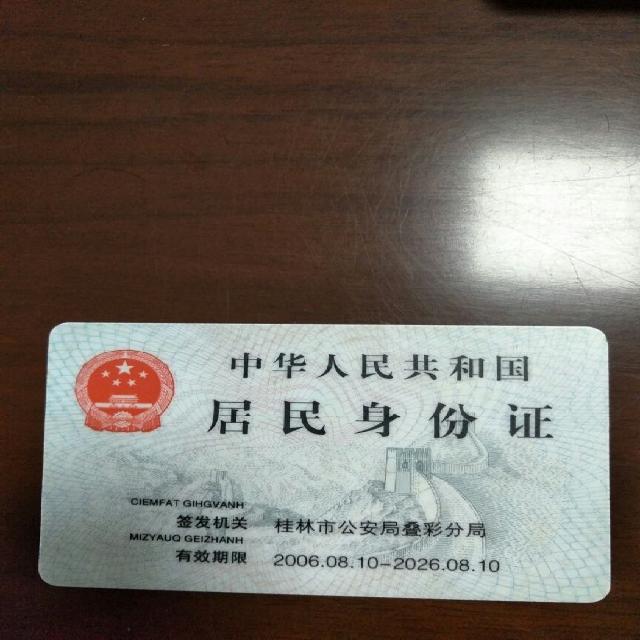 中华人民共和国
居民身份证
CIEMFAT GIHGVANH
签发机关 桂林市公安局叠彩分局
MIZYAUQ GEIZHANH
有效期限 2006.08.10-2026.08.10